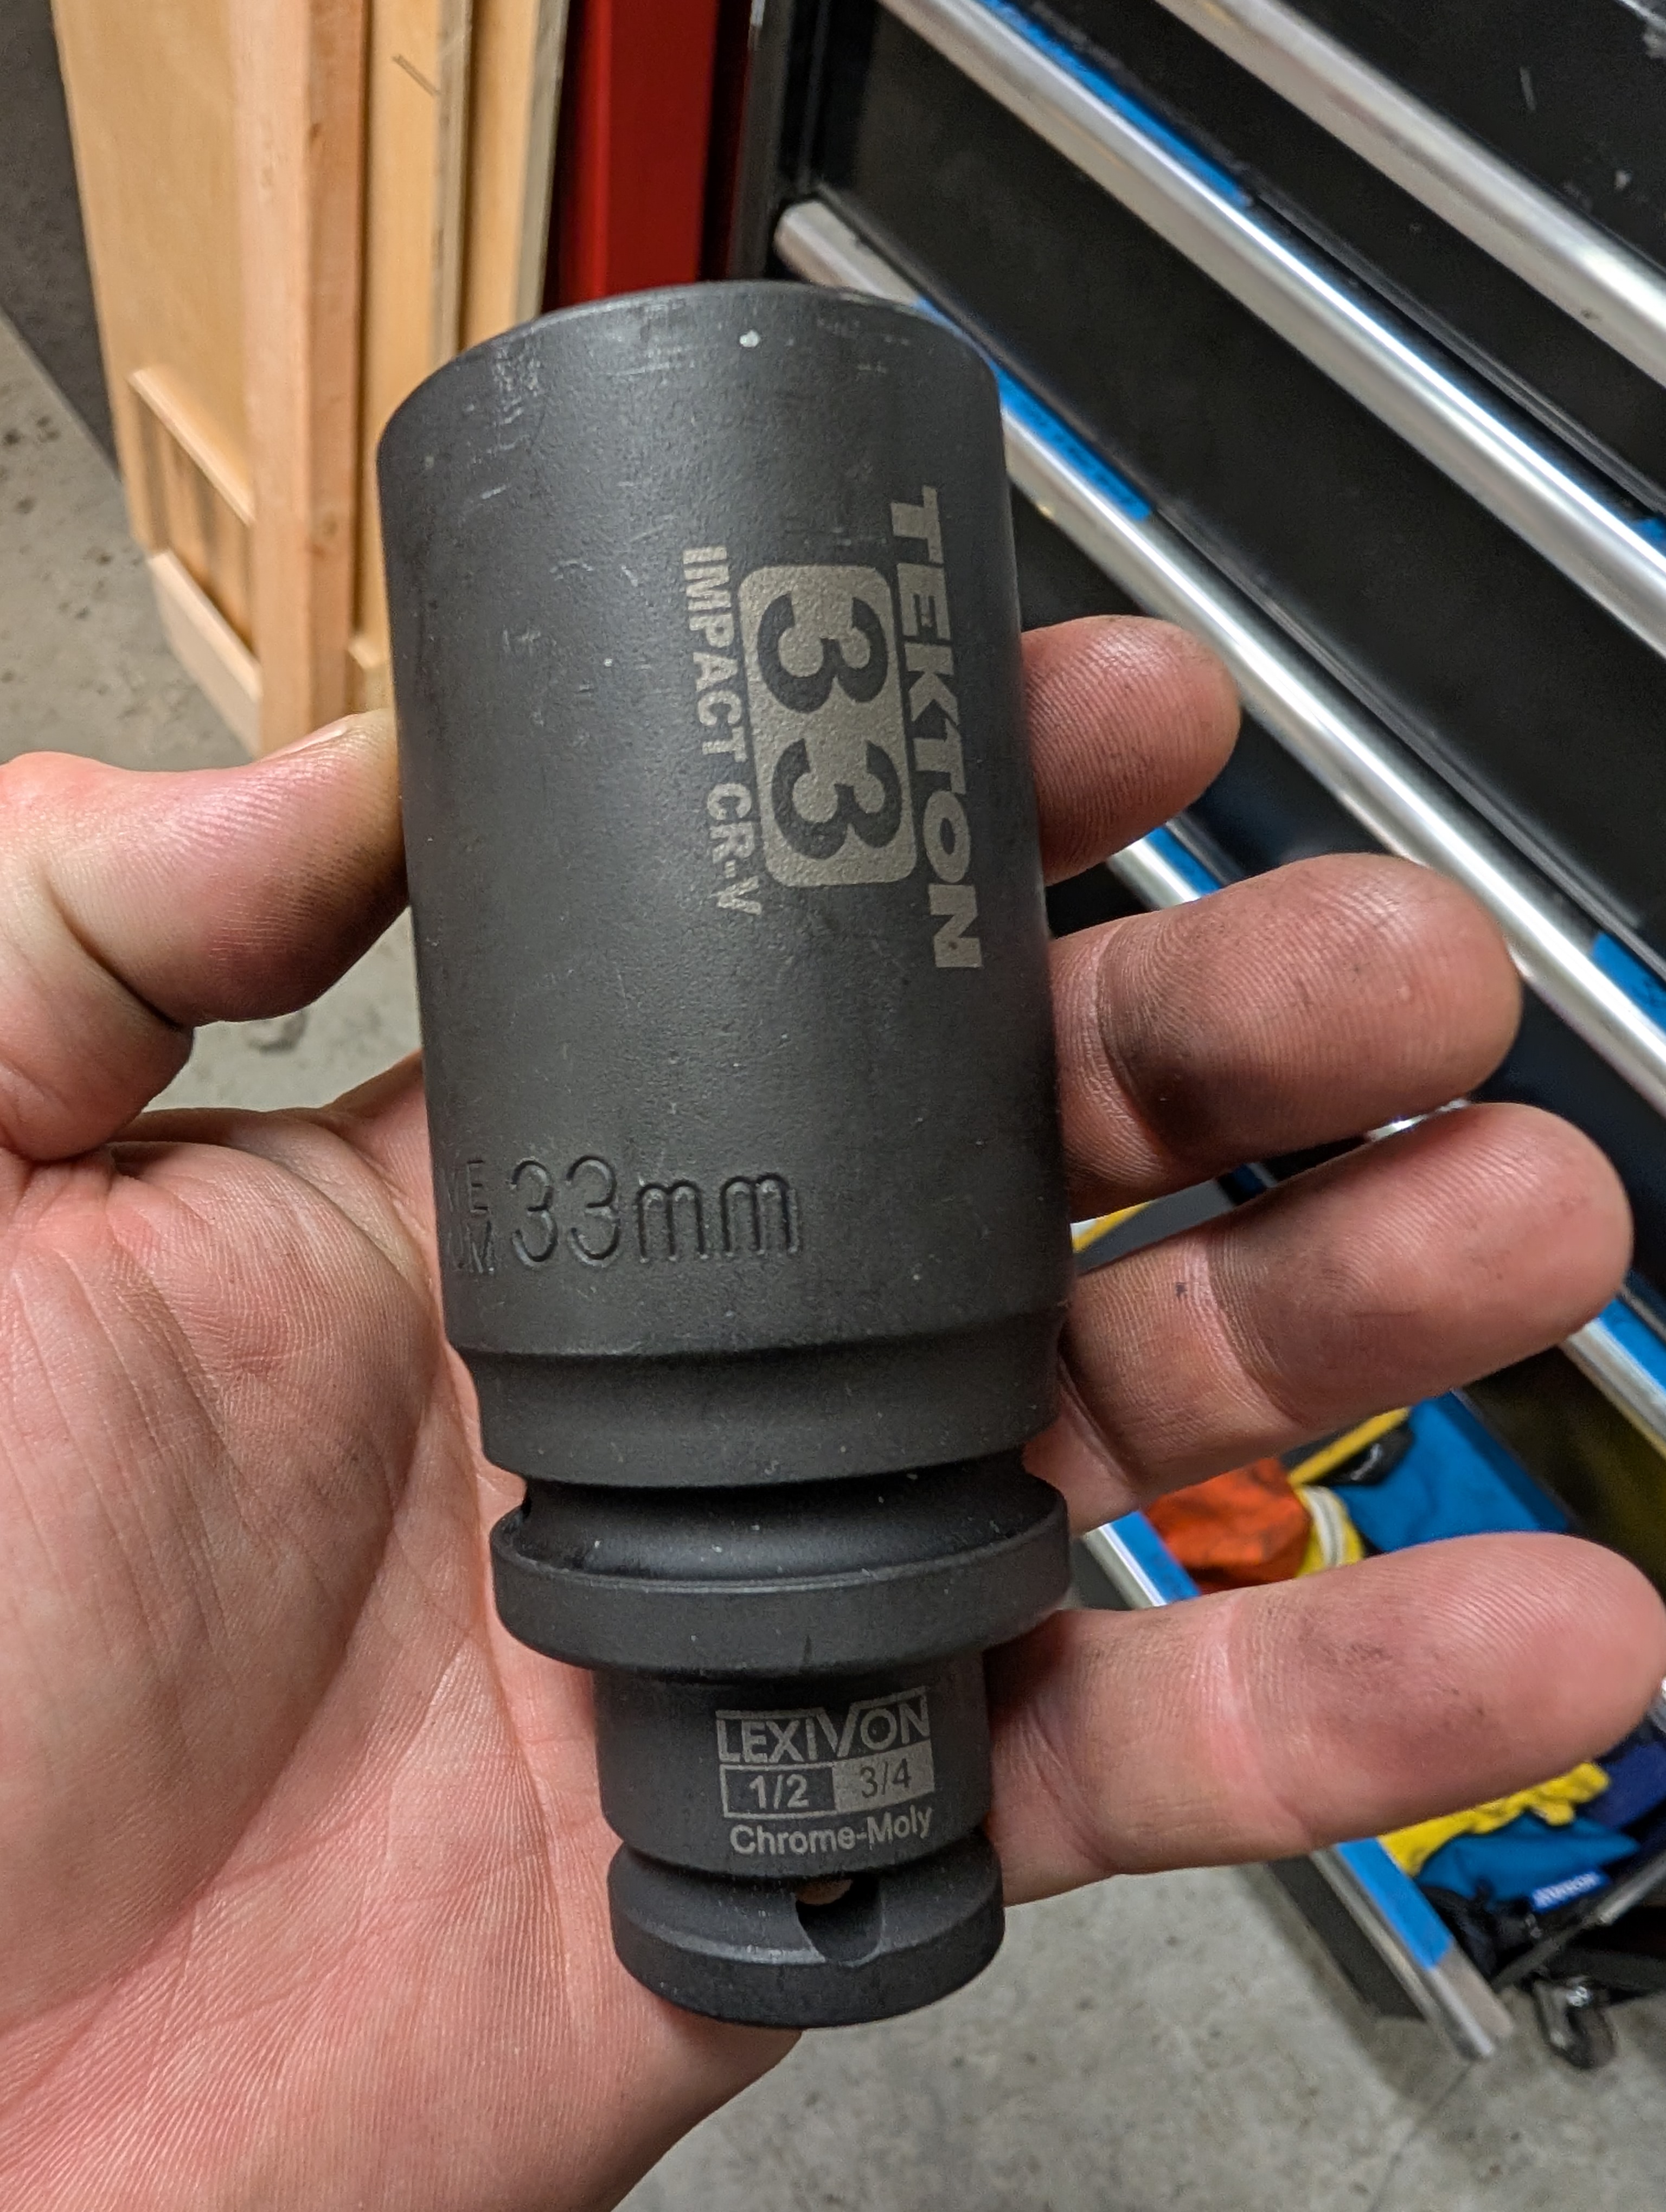 TEKTON
33
IMPACT CR-V
33mm
LEXIVON
1/2 3/4
Chrome-Moly